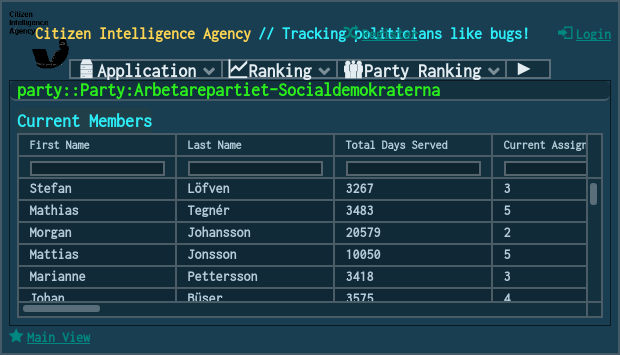 Citizen
Intelligence
Agency
Citizen Intelligence Agency // Tracking politicians like bugs!
Login
Application Ranking Party Ranking
party::Party:Arbetarepartiet-Socialdemokraterna
Current Members
First Name Last Name Total Days Served Current Assign
Stefan Löfven 3267 3
Mathias Tegnér 3483 5
Morgan Johansson 20579 2
Mattias Jonsson 10050 5
Marianne Pettersson 3418 3
Johan Büser 3575 4
Main View